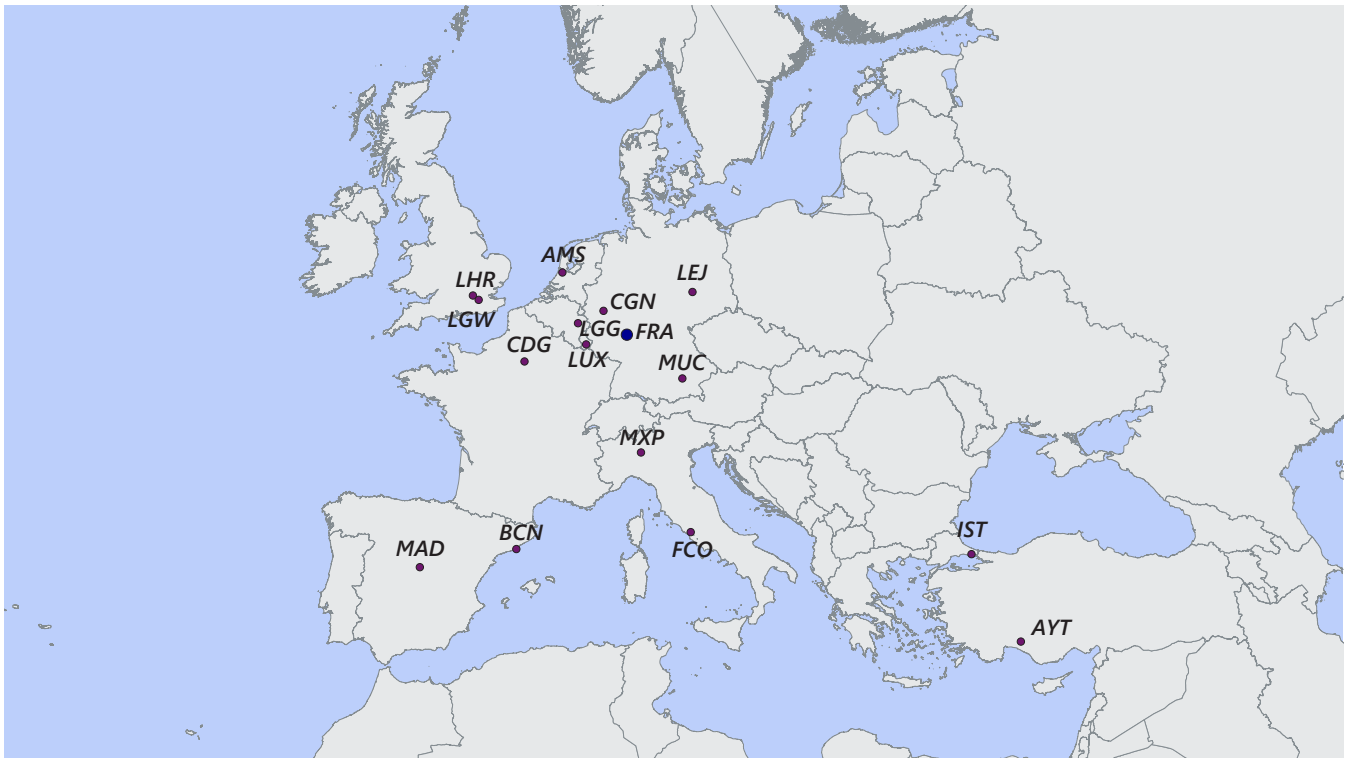 AMS
LEJ
LHR
CGN
LGW
LGG
FRA
CDG
LUX
MUC
MXP
BCN
IST
MAD
FCO
AYT